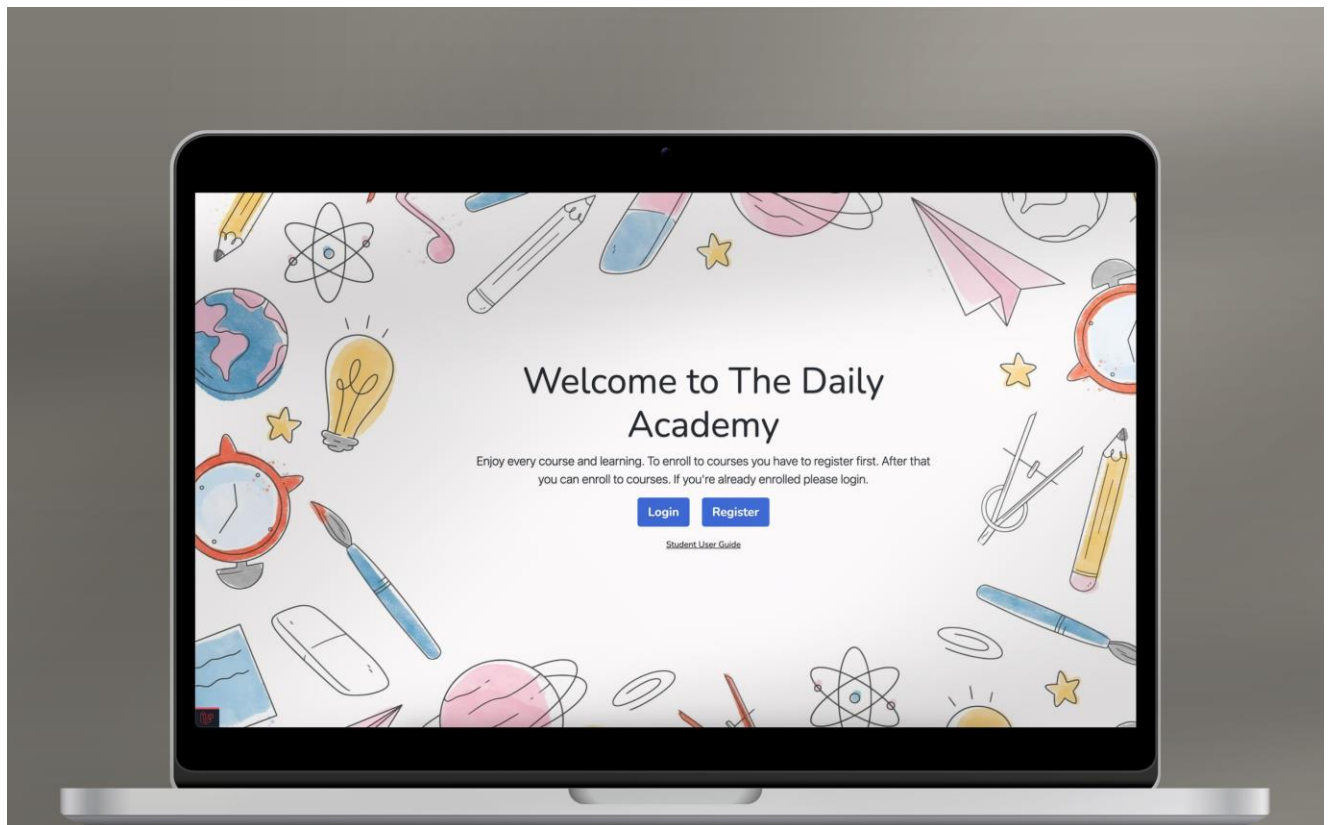 Welcome to The Daily
Academy
Enjoy every course and learning. To enroll to courses you have to register first. After that
you can enroll to courses. If you're already enrolled please login.
Login
Register
Student User Guide